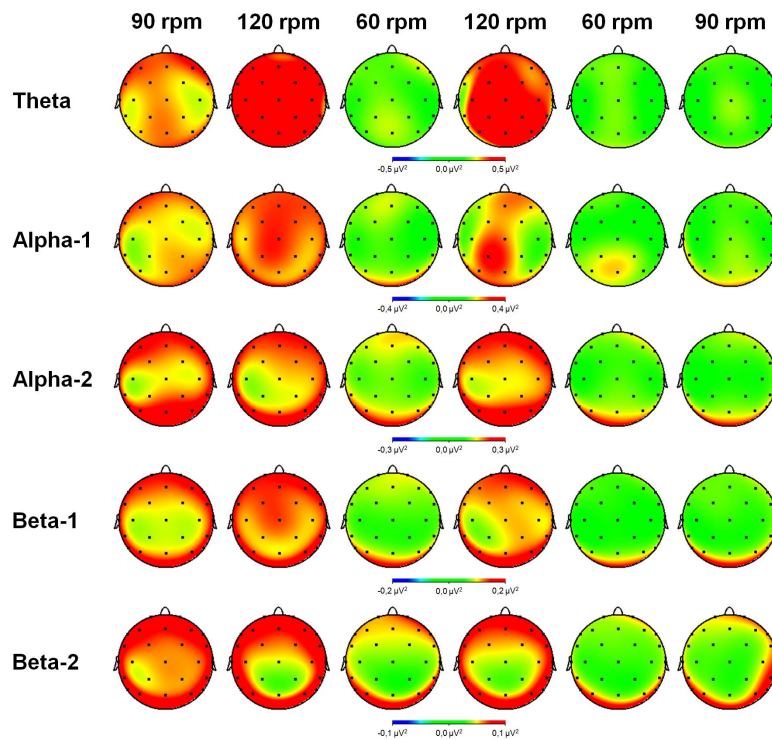 90 rpm 120 rpm 60 rpm 120 rpm 60 rpm 90 rpm
Theta
-0,5 µV² 0,0 µV² 0,5 µV²
Alpha-1
-0,4 µV² 0,0 µV² 0,4 µV²
Alpha-2
-0,3 µV² 0,0 µV² 0,3 µV²
Beta-1
-0,2 µV² 0,0 µV² 0,2 µV²
Beta-2
-0,1 µV² 0,0 µV² 0,1 µV²